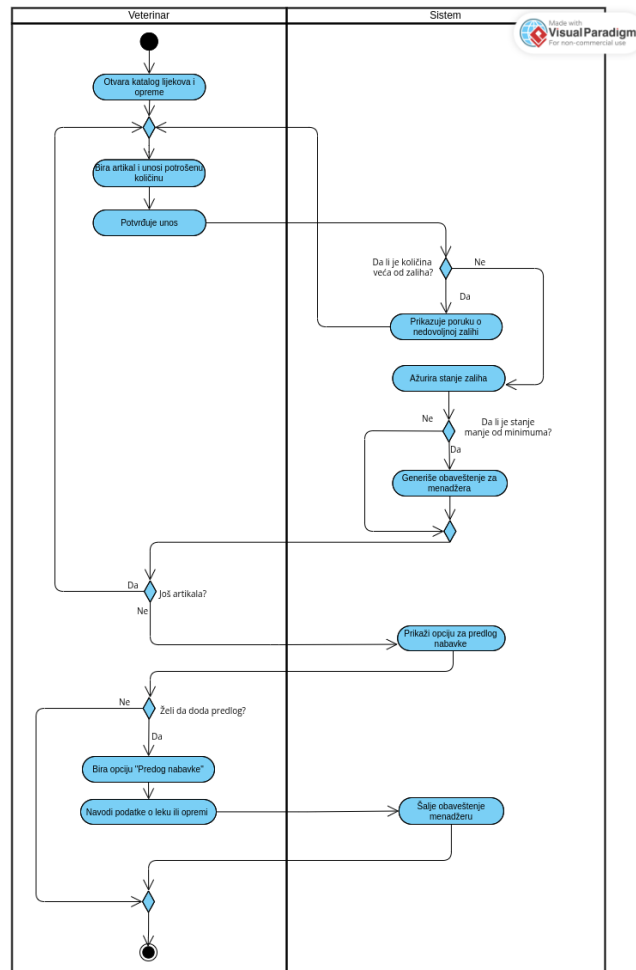 Veterinar
Sistem
Made with
Visual Paradigm
For non-commercial use
Otvara katalog lijekova i
opreme
Bira artikal i unosi potrošenu
količinu
Potvrđuje unos
Da li je količina
veća od zaliha?
Ne
Da
Prikazuje poruku o
nedovoljnoj zalihi
Ažurira stanje zaliha
Ne
Da li je stanje
manje od minimuma?
Da
Generiše obaveštenje za
menadžera
Da
Još artikala?
Ne
Prikaži opciju za predlog
nabavke
Ne
Želi da doda predlog?
Da
Bira opciju "Predog nabavke"
Navodi podatke o leku ili opremi
Šalje obaveštenje
menadžeru